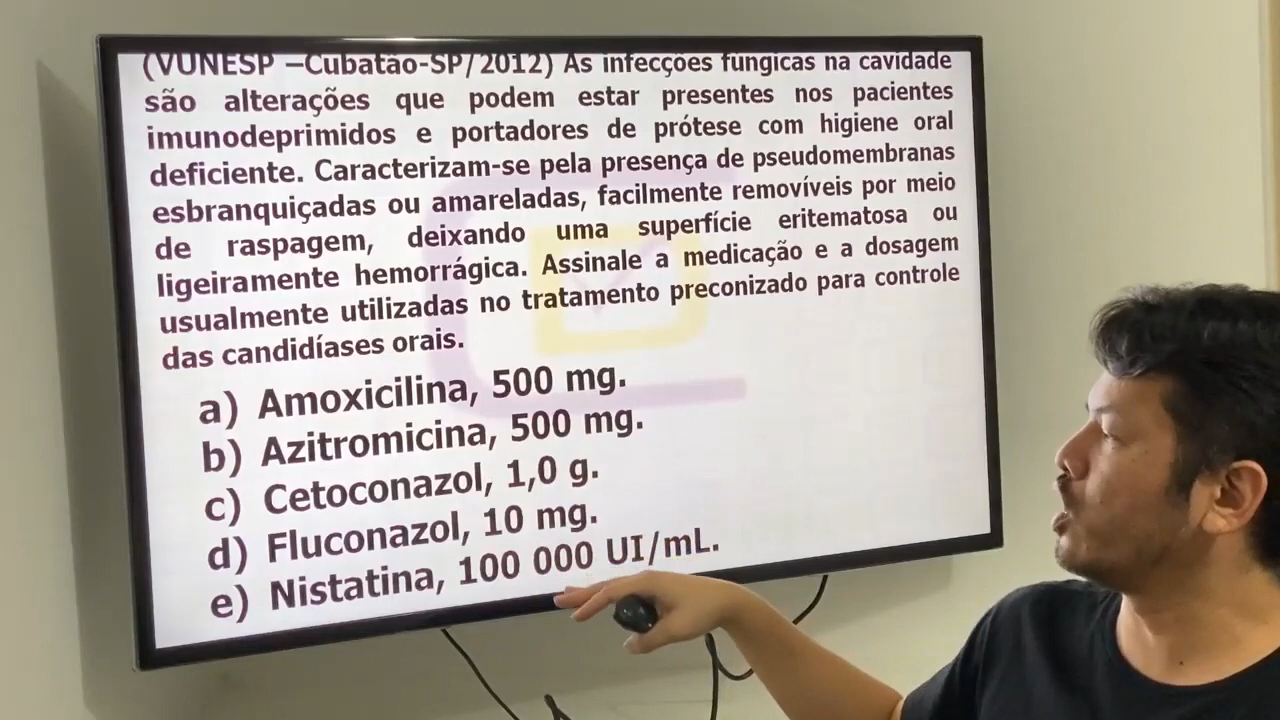 (VUNESP –Cubatão-SP/2012) As infecções fúngicas na cavidade
são alterações que podem estar presentes nos pacientes
imunodeprimidos e portadores de prótese com higiene oral
deficiente. Caracterizam-se pela presença de pseudomembranas
esbranquiçadas ou amareladas, facilmente removíveis por meio
de raspagem, deixando uma superfície eritematosa ou
ligeiramente hemorrágica. Assinale a medicação e a dosagem
usualmente utilizadas no tratamento preconizado para controle
das candidíases orais.
a) Amoxicilina, 500 mg.
b) Azitromicina, 500 mg.
c) Cetoconazol, 1,0 g.
d) Fluconazol, 10 mg.
e) Nistatina, 100 000 UI/mL.